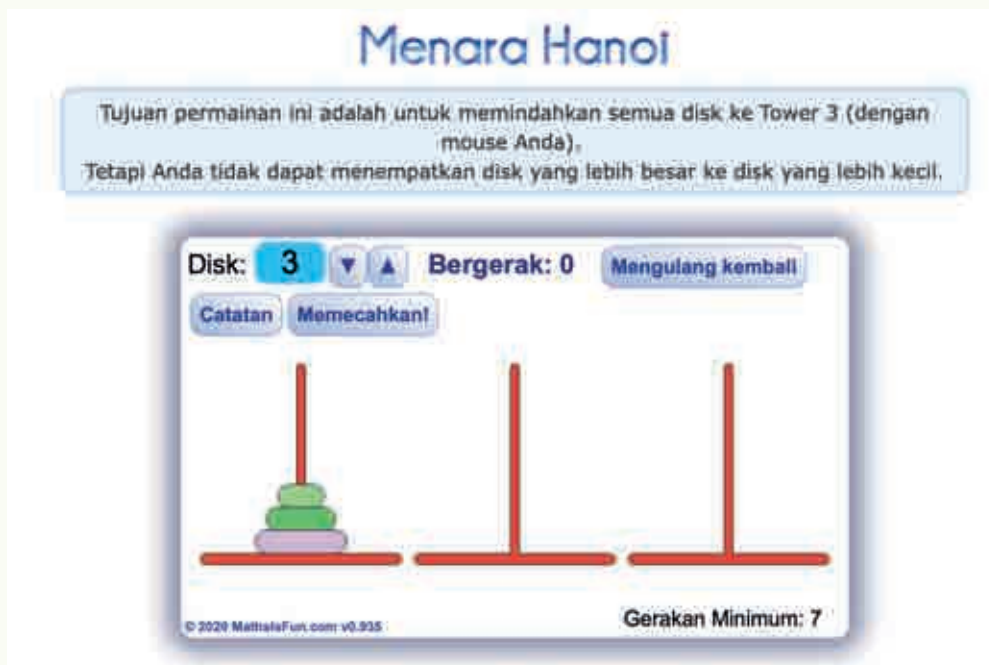 Menara Hanoi
Tujuan permainan ini adalah untuk memindahkan semua disk ke Tower 3 (dengan
mouse Anda).
Tetapi Anda tidak dapat menempatkan disk yang lebih besar ke disk yang lebih kecil.
Disk: 3 ▼ ▲ Bergerak: 0 Mengulang kembali
Catatan Memecahkan!
Gerakan Minimum: 7
© 2020 MathsIsFun.com v0.935